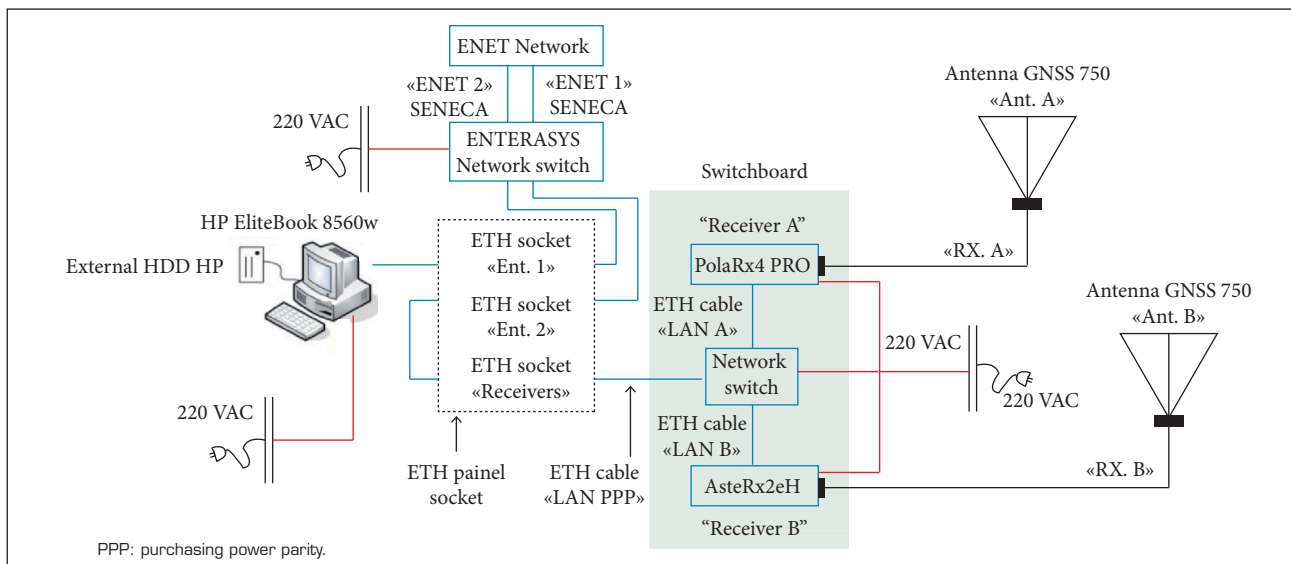 ENET Network
«ENET 2»
SENECA
«ENET 1»
SENECA
220 VAC
ENTERASYS
Network switch
HP EliteBook 8560w
External HDD HP
220 VAC
ETH socket
«Ent. 1»
ETH socket
«Ent. 2»
ETH socket
«Receivers»
ETH painel
socket
ETH cable
«LAN PPP»
Switchboard
“Receiver A”
PolaRx4 PRO
ETH cable
«LAN A»
Network
switch
ETH cable
«LAN B»
AsteRx2eH
“Receiver B”
Antenna GNSS 750
«Ant. A»
«RX. A»
220 VAC
220 VAC
Antenna GNSS 750
«Ant. B»
«RX. B»
PPP: purchasing power parity.